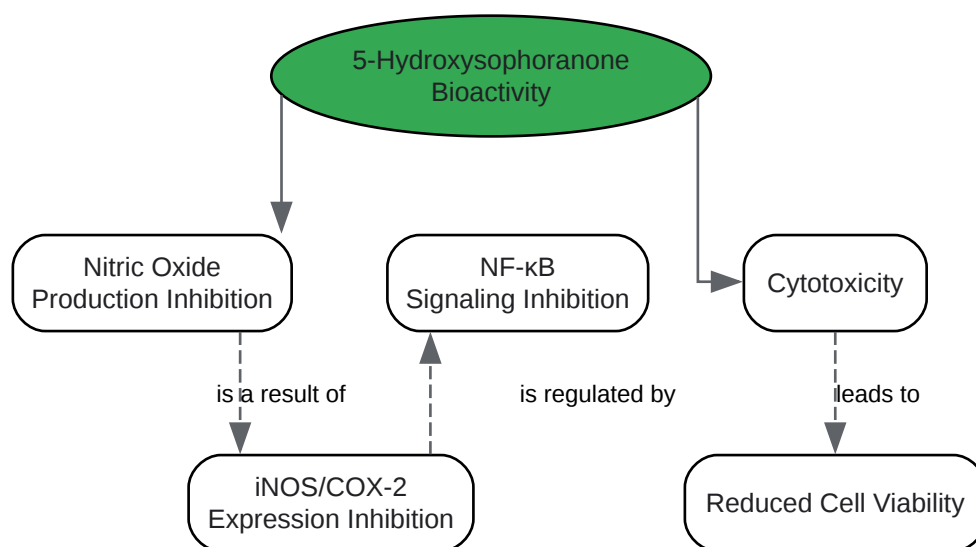 5-Hydroxysophoranone
Bioactivity
Nitric Oxide
Production Inhibition
NF-κB
Signaling Inhibition
Cytotoxicity
is a result of
is regulated by
leads to
iNOS/COX-2
Expression Inhibition
Reduced Cell Viability